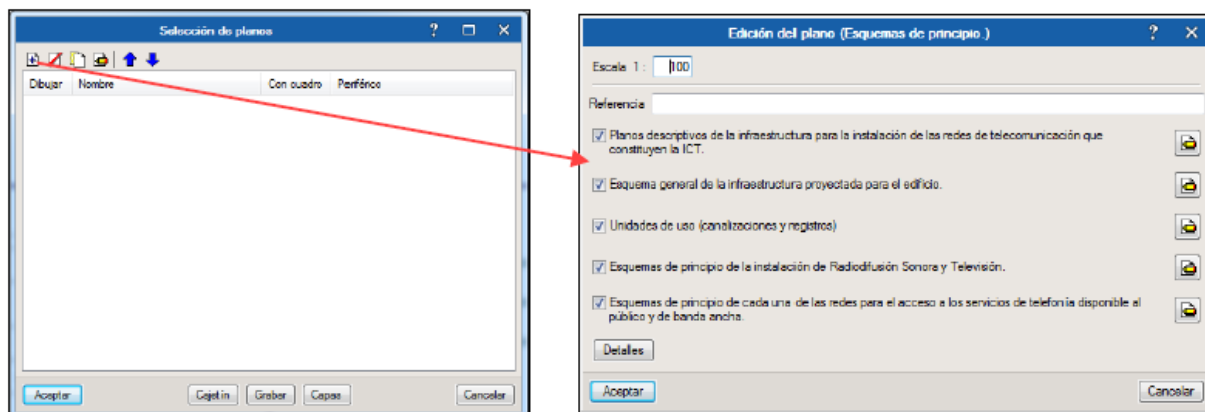 Selección de planos
Dibujar Nombre Con cuadro Periférico
Aceptar Cajetín Grabar Capas Cancelar
Edición del plano (Esquemas de principio.)
Escala 1 : 100
Referencia
Planos descriptivos de la infraestructura para la instalación de las redes de telecomunicación que
constituyen la ICT.
Esquema general de la infraestructura proyectada para el edificio.
Unidades de uso (canalizaciones y registros)
Esquemas de principio de la instalación de Radiodifusión Sonora y Televisión.
Esquemas de principio de cada una de las redes para el acceso a los servicios de telefonía disponible al
público y de banda ancha.
Detalles
Aceptar Cancelar